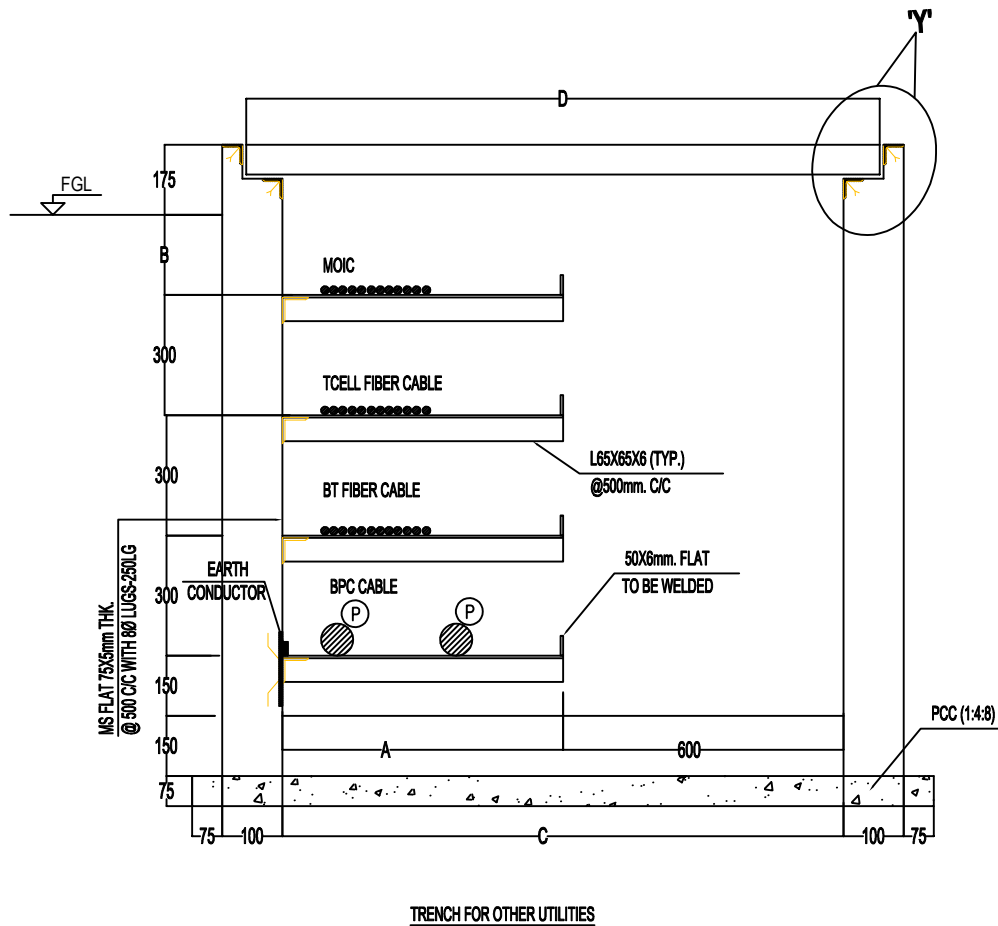 'Y'
D
175
FGL
B
MOIC
300
TCELL FIBER CABLE
L65X65X6 (TYP.)
@500mm. C/C
300
BT FIBER CABLE
MS FLAT 75X5mm THK.
@ 500 C/C WITH 8Ø LUGS-250LG
EARTH
CONDUCTOR
300
BPC CABLE
P
P
50X6mm. FLAT
TO BE WELDED
150
PCC (1:4:8)
150
A
600
75
75
100
C
100
75
TRENCH FOR OTHER UTILITIES